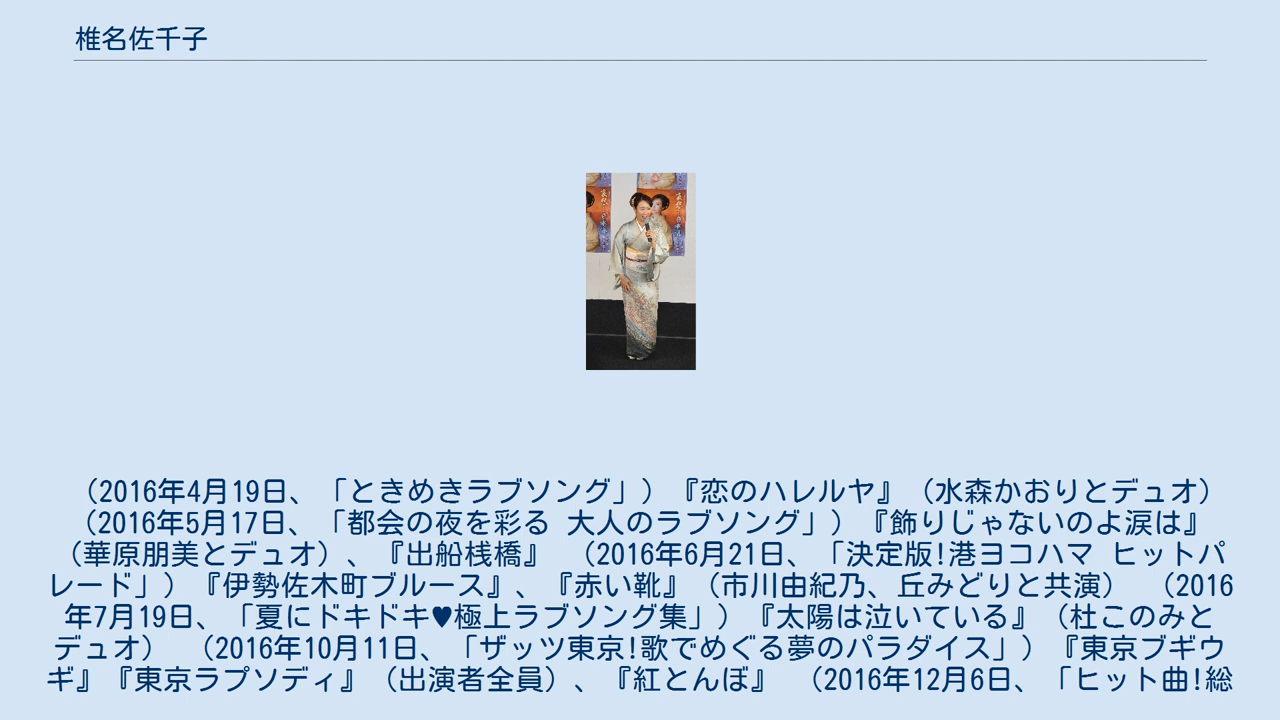 椎名佐千子
（2016年4月19日、「ときめきラブソング」）『恋のハレルヤ』（水森かおりとデュオ）
（2016年5月17日、「都会の夜を彩る 大人のラブソング」）『飾りじゃないのよ涙は』
（華原朋美とデュオ）、『出船桟橋』 （2016年6月21日、「決定版!港ヨコハマ ヒットパ
レード」）『伊勢佐木町ブルース』、『赤い靴』（市川由紀乃、丘みどりと共演） （2016
年7月19日、「夏にドキドキ♥極上ラブソング集」）『太陽は泣いている』（杜このみと
デュオ） （2016年10月11日、「ザッツ東京!歌でめぐる夢のパラダイス」）『東京ブギウ
ギ』『東京ラプソディ』（出演者全員）、『紅とんぼ』 （2016年12月6日、「ヒット曲!総